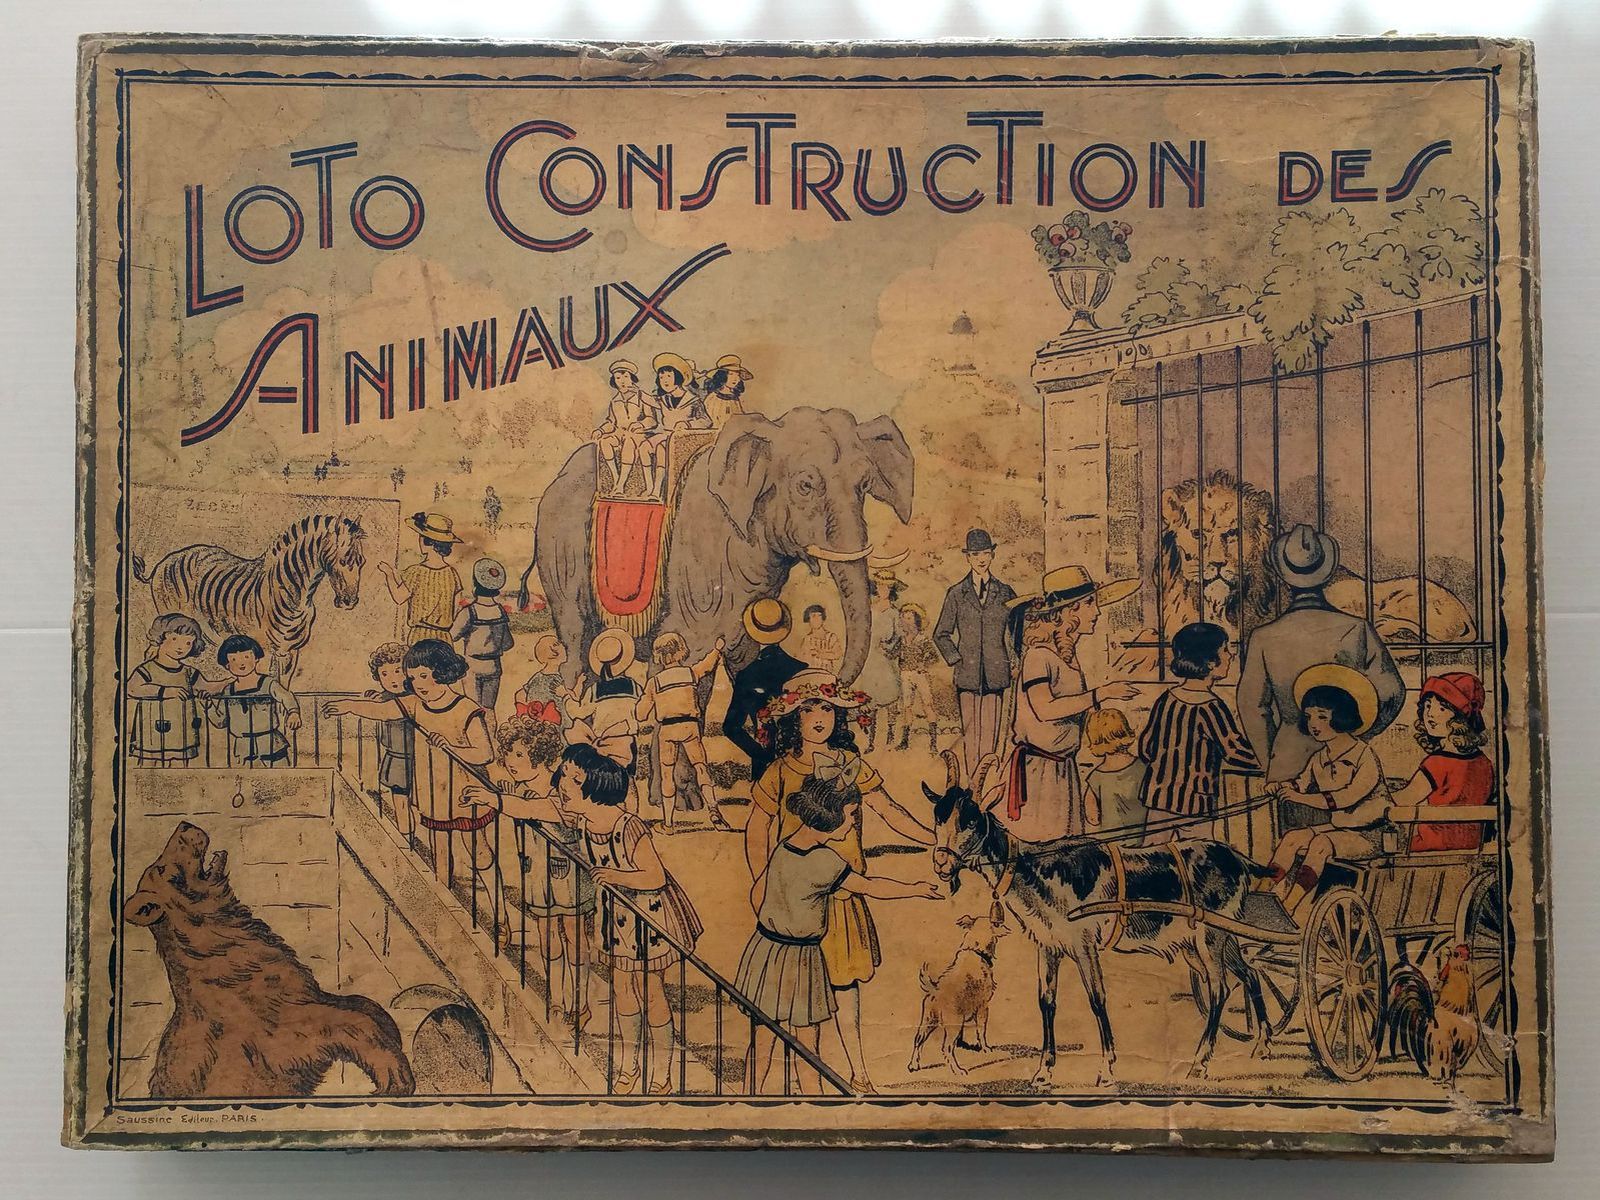 LOTO CONSTRUCTION DES
ANIMAUX
ZEBRE
Saussine Editeur. PARIS.